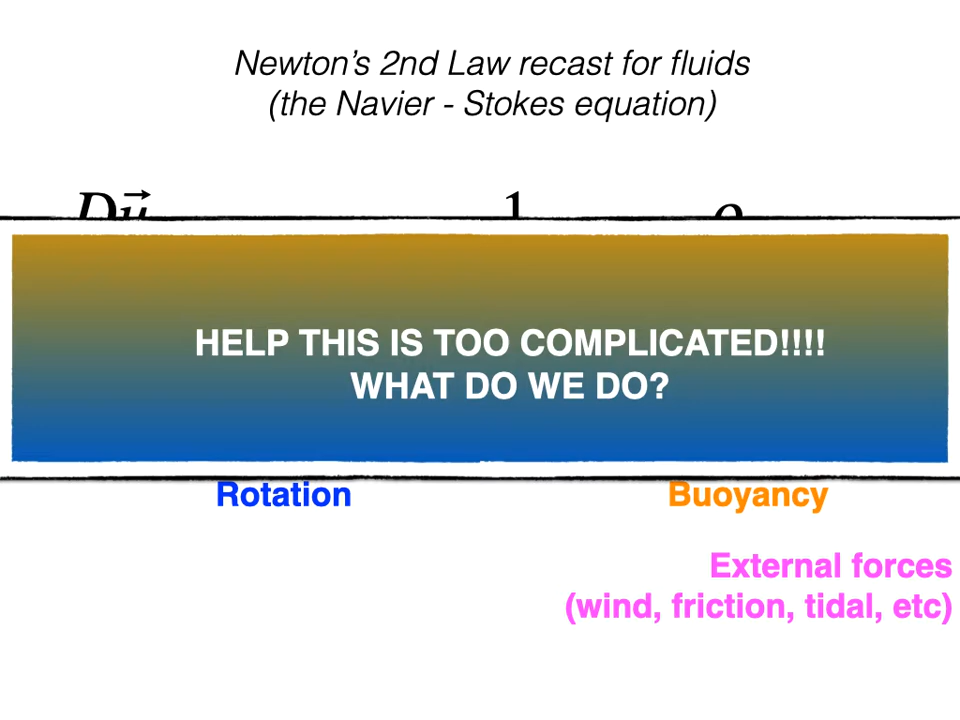 Newton's 2nd Law recast for fluids
(the Navier - Stokes equation)
HELP THIS IS TOO COMPLICATED!!!!
WHAT DO WE DO?
Rotation
Buoyancy
External forces
(wind, friction, tidal, etc)